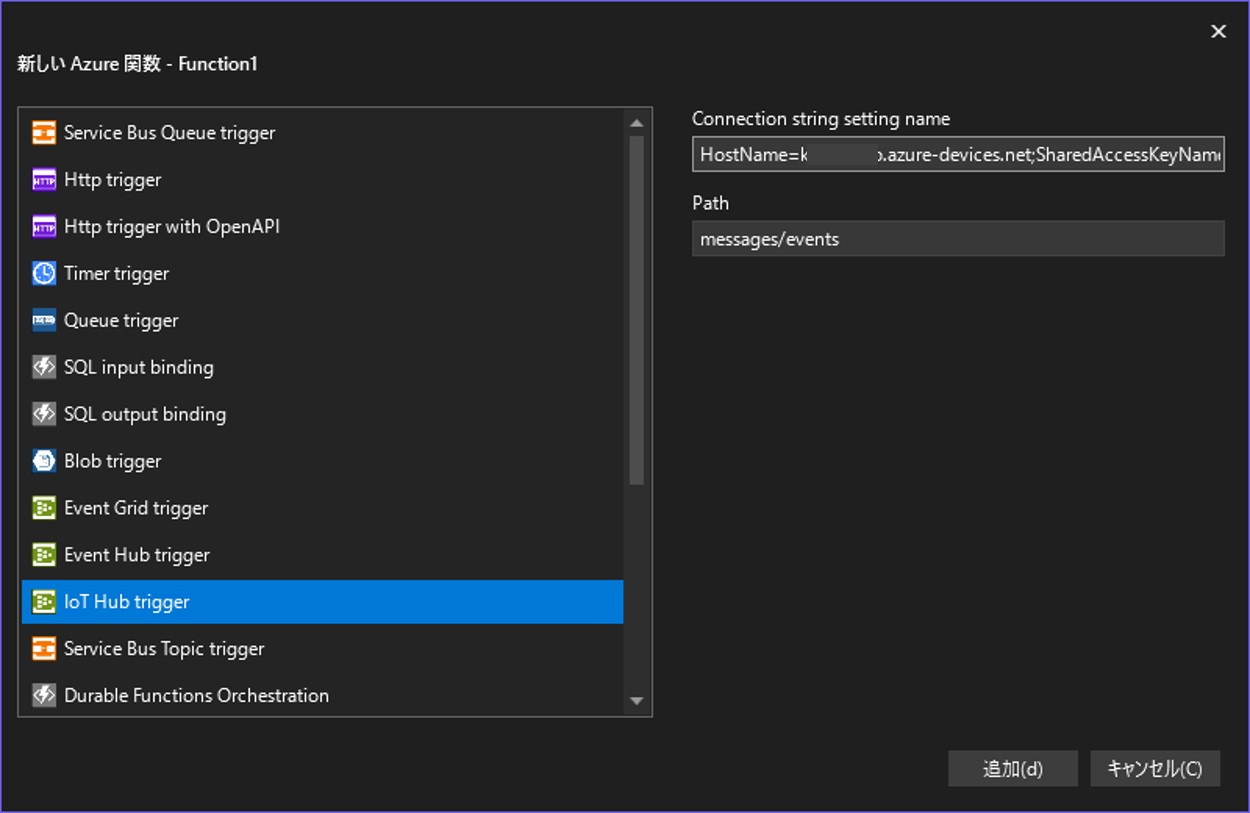 新しい Azure 関数 - Function1
Service Bus Queue trigger
HTTP Http trigger
HTTP Http trigger with OpenAPI
Timer trigger
Queue trigger
SQL input binding
SQL output binding
Blob trigger
Event Grid trigger
Event Hub trigger
IoT Hub trigger
Service Bus Topic trigger
Durable Functions Orchestration
Connection string setting name
HostName=k .azure-devices.net;SharedAccessKeyName
Path
messages/events
追加(d)
キャンセル(C)